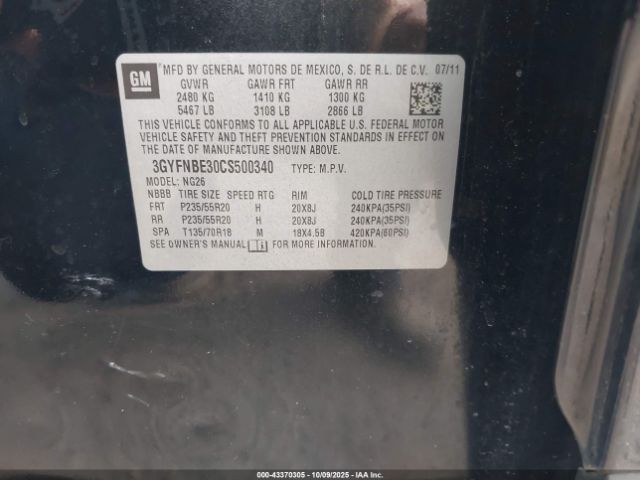 GM
MFD BY GENERAL MOTORS DE MEXICO, S. DE R.L. DE C.V. 07/11
GVWR GAWR FRT GAWR RR
2480 KG 1410 KG 1300 KG
5467 LB 3108 LB 2866 LB
THIS VEHICLE CONFORMS TO ALL APPLICABLE U.S. FEDERAL MOTOR
VEHICLE SAFETY AND THEFT PREVENTION STANDARDS IN EFFECT ON
THE DATE OF MANUFACTURE SHOWN ABOVE.
3GYFNBE30CS500340 TYPE: M.P.V.
MODEL: NG26
NBBB TIRE SIZE SPEED RTG RIM COLD TIRE PRESSURE
FRT P235/55R20 H 20X8J 240KPA(35PSI)
RR P235/55R20 H 20X8J 240KPA(35PSI)
SPA T135/70R18 M 18X4.5B 420KPA(60PSI)
SEE OWNER'S MANUAL FOR MORE INFORMATION.
000-43370305 - 10/09/2025 - IAA